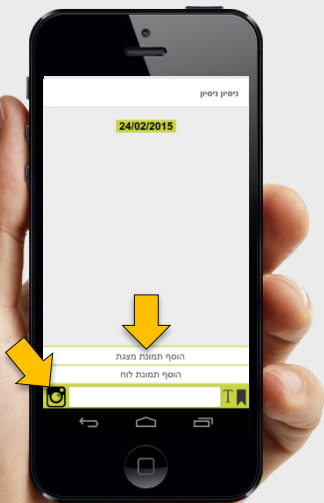 ניסיון ניסיון
24/02/2015
הוסף תמונת מצגת
הוסף תמונת לוח
T